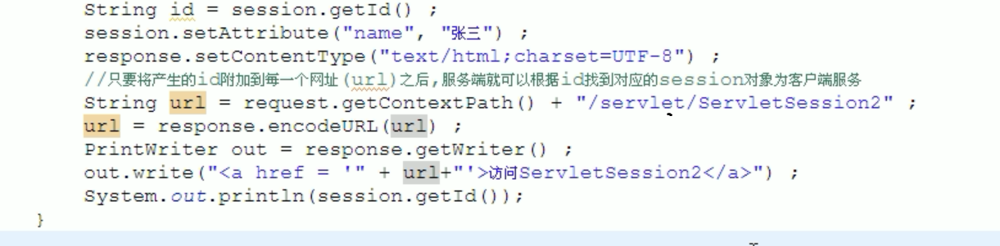 String id = session.getId() ;
session.setAttribute("name", "张三") ;
response.setContentType("text/html;charset=UTF-8") ;
//只要将产生的id附加到每一个网址(url)之后,服务端就可以根据id找到对应的session对象为客户端服务
String url = request.getContextPath() + "/servlet/ServletSession2" ;
url = response.encodeURL(url) ;
PrintWriter out = response.getWriter() ;
out.write("<a href = '" + url+"'>访问ServletSession2</a>") ;
System.out.println(session.getId());
}